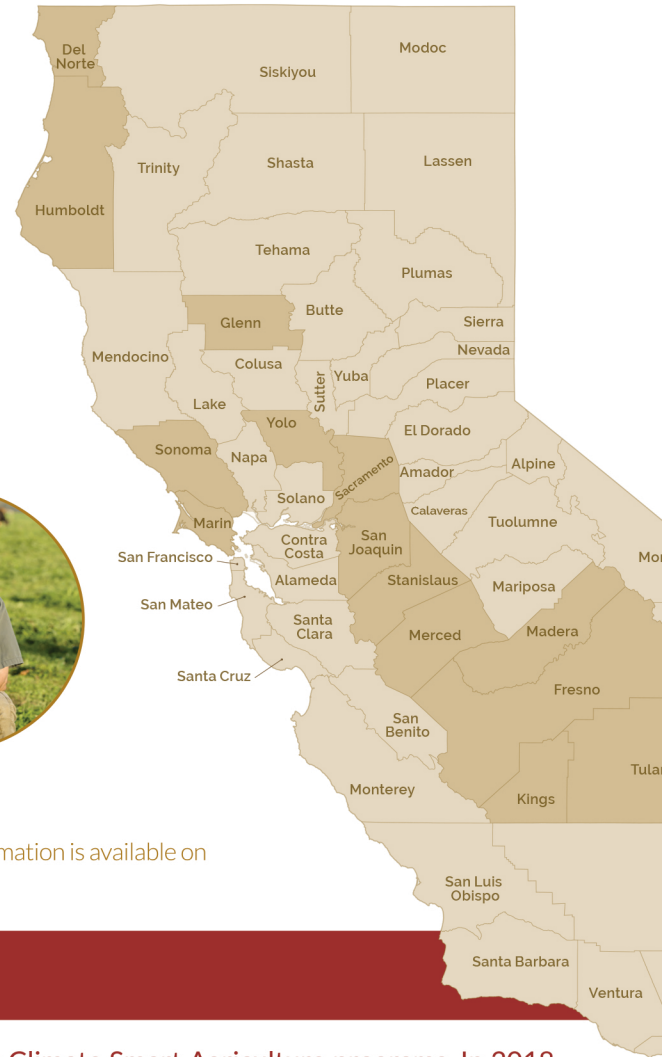 Del
Norte
Siskiyou
Modoc
Trinity
Shasta
Lassen
Humboldt
Tehama
Plumas
Glenn
Butte
Sierra
Nevada
Mendocino
Colusa
Sutter
Yuba
Placer
Lake
Yolo
El Dorado
Sonoma
Napa
Sacramento
Amador
Alpine
Solano
Calaveras
Marin
Tuolumne
San Francisco
Contra
Costa
San
Joaquin
Alameda
Stanislaus
Mariposa
San Mateo
Santa
Clara
Merced
Madera
Santa Cruz
Fresno
San
Benito
Monterey
Kings
mation is available on
San Luis
Obispo
Santa Barbara
Ventura